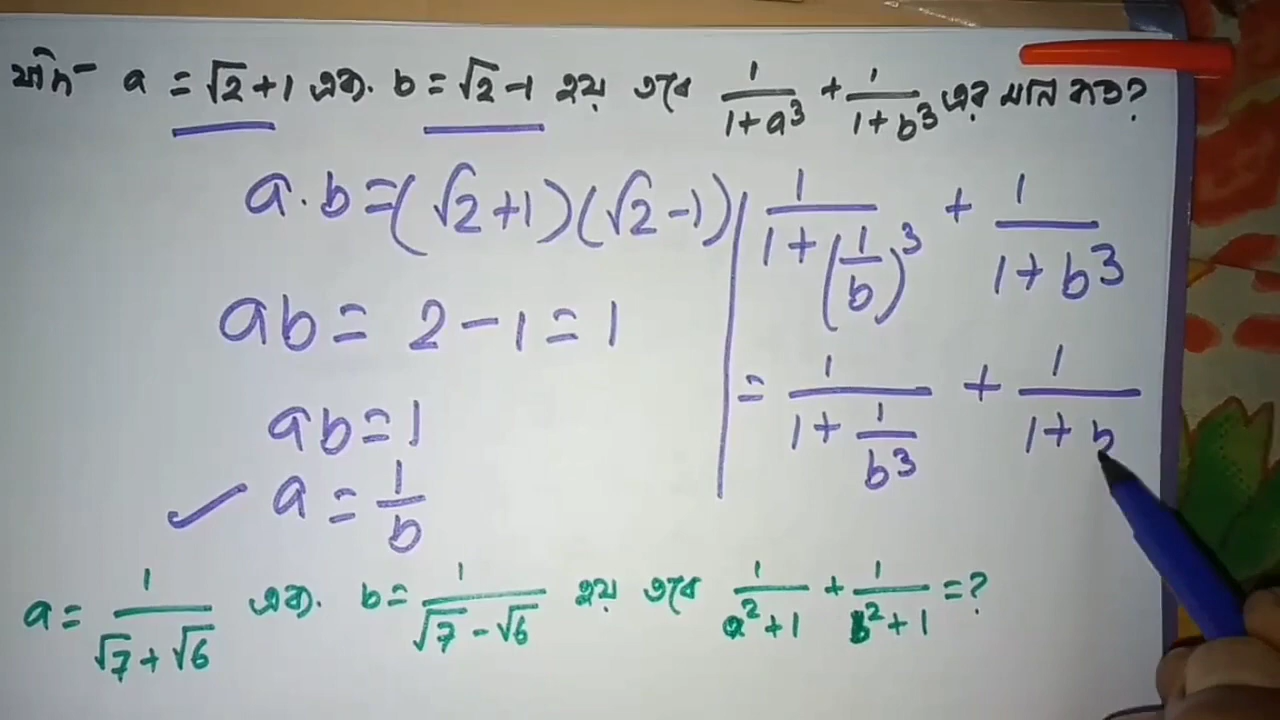 যদি a = √2+1 এবং b = √2-1 হয় তবে 1/(1+a³) + 1/(1+b³) এর মান কত?
a.b = (√2+1)(√2-1)
ab = 2-1 = 1
ab = 1
✓ a = 1/b
1/(1+(1/b)³) + 1/(1+b³)
= 1/(1+1/b³) + 1/(1+b
a = 1/(√7+√6) এবং b = 1/(√7-√6) হয় তবে 1/(a²+1) + 1/(b²+1) = ?